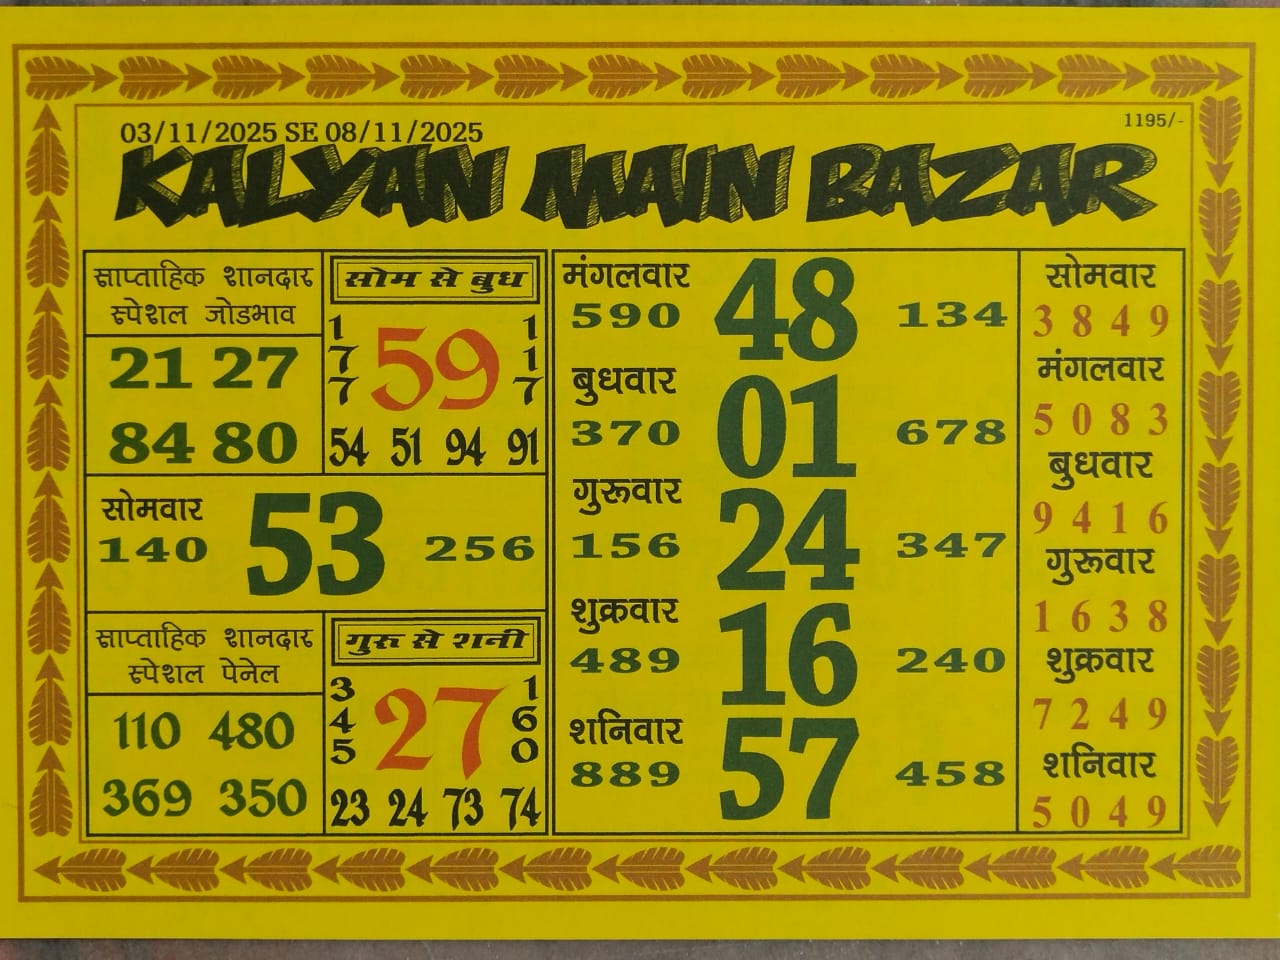 03/11/2025 SE 08/11/2025
1195/-
KALYAN MAIN BAZAR
साप्ताहिक शानदार
स्पेशल जोडभाव
21 27
84 80
सोम से बुध
1 1
7 59 1
7 7
54 51 94 91
सोमवार
140 53 256
साप्ताहिक शानदार
स्पेशल पेनेल
110 480
369 350
गुरु से शनी
3 1
4 27 6
5 0
23 24 73 74
मंगलवार
590 48 134
बुधवार
370 01 678
गुरूवार
156 24 347
शुक्रवार
489 16 240
शनिवार
889 57 458
सोमवार
3 8 4 9
मंगलवार
5 0 8 3
बुधवार
9 4 1 6
गुरूवार
1 6 3 8
शुक्रवार
7 2 4 9
शनिवार
5 0 4 9